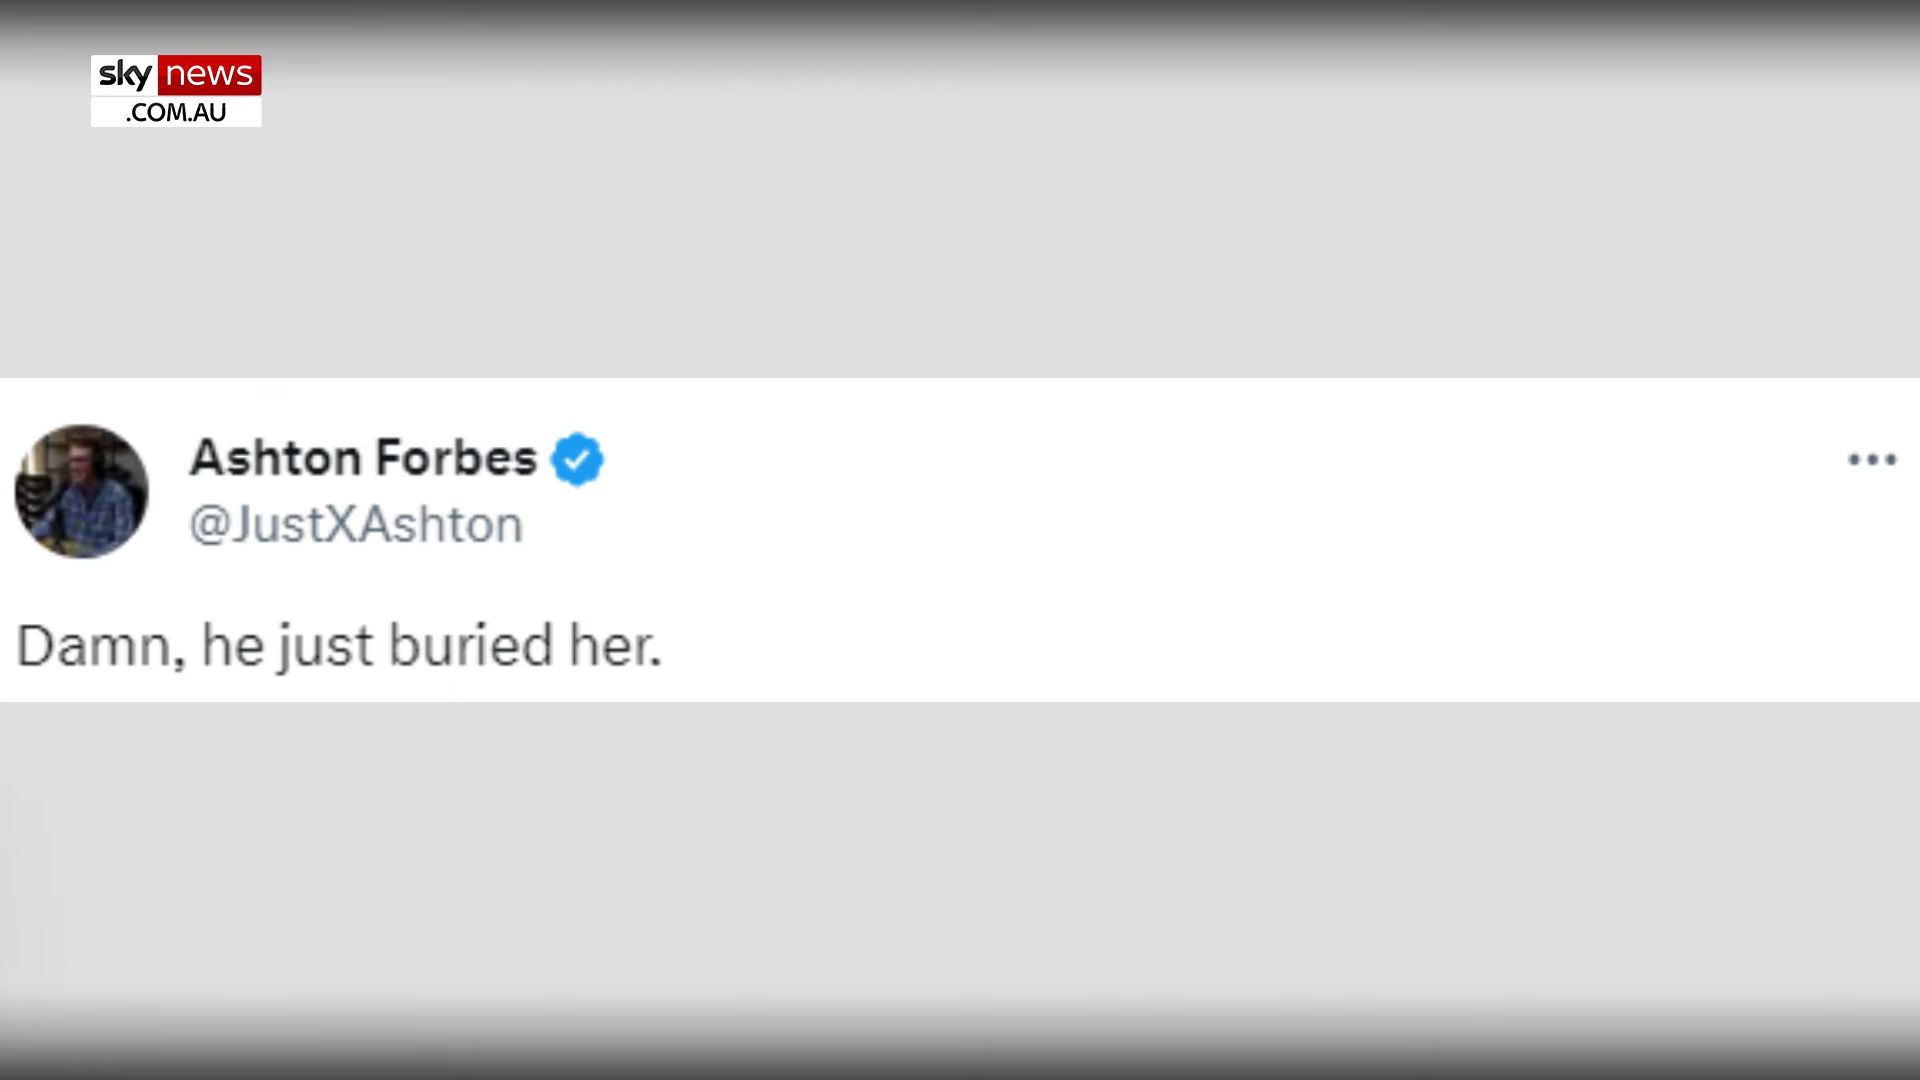 sky news
.COM.AU
Ashton Forbes
@JustXAshton
Damn, he just buried her.